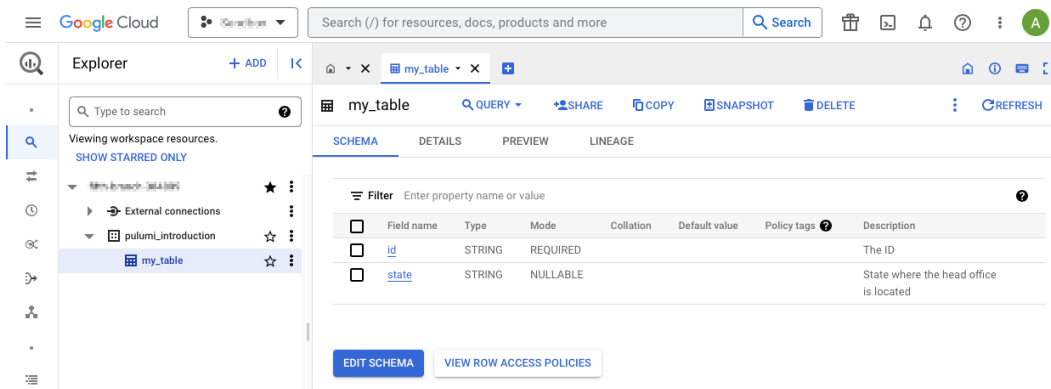 Google Cloud
Search (/) for resources, docs, products and more
Search
A
Explorer
+ ADD
my_table
Type to search
Viewing workspace resources.
SHOW STARRED ONLY
External connections
pulumi_introduction
my_table
my_table
QUERY
SHARE
COPY
SNAPSHOT
DELETE
REFRESH
SCHEMA DETAILS PREVIEW LINEAGE
Filter Enter property name or value
Field name Type Mode Collation Default value Policy tags Description
id STRING REQUIRED The ID
state STRING NULLABLE State where the head office
is located
EDIT SCHEMA VIEW ROW ACCESS POLICIES